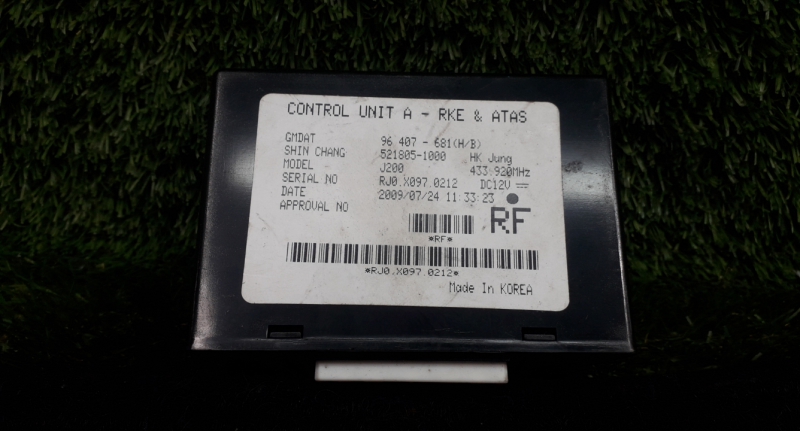 CONTROL UNIT A - RKE & ATAS
GMDAT 96 407 - 681(H/B)
SHIN CHANG 521805-1000 HK Jung
MODEL J200 433.920MHz
SERIAL NO RJ0.X097.0212 DC12V
DATE 2009/07/24 11:33:23
APPROVAL NO
RF
*RF*
*RJ0.X097.0212*
Made In KOREA